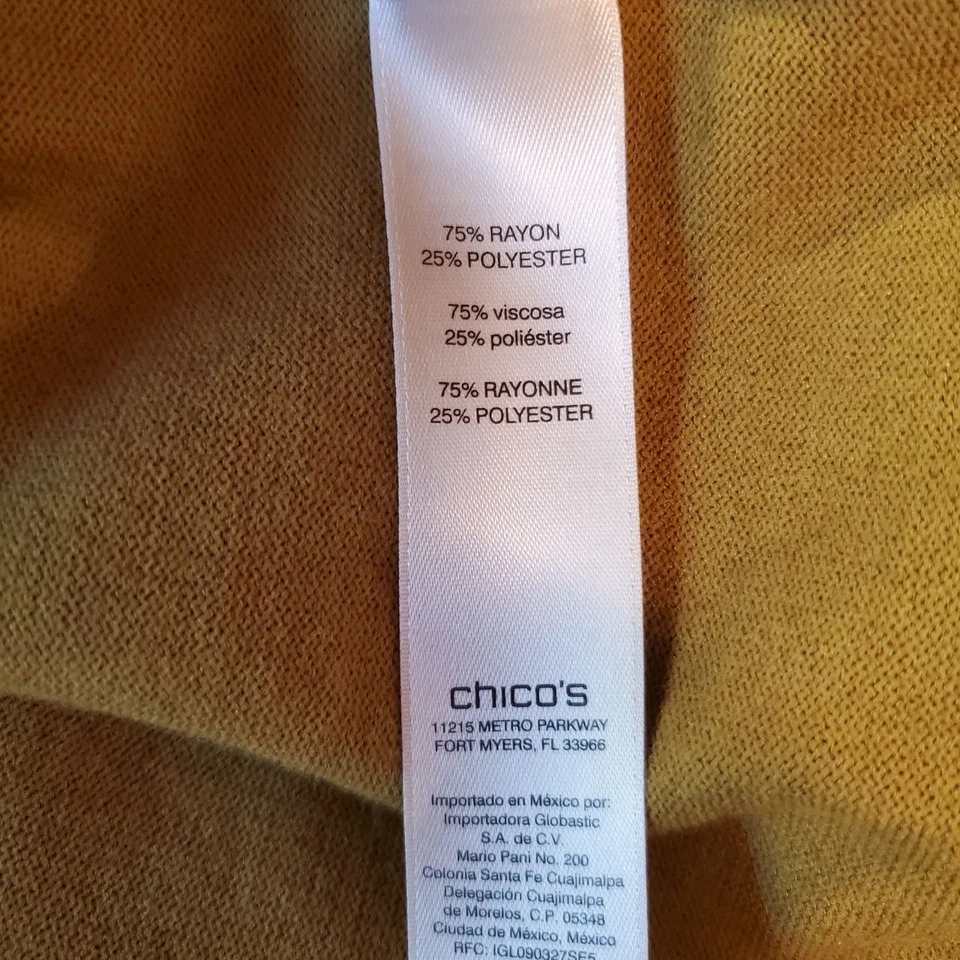 75% RAYON
25% POLYESTER
75% viscosa
25% poliéster
75% RAYONNE
25% POLYESTER
chico's
11215 METRO PARKWAY
FORT MYERS, FL 33966
Importado en México por:
Importadora Globastic
S.A. de C.V.
Mario Pani No. 200
Colonia Santa Fe Cuajimalpa
Delegación Cuajimalpa
de Morelos, C.P. 05348
Ciudad de México, México
RFC: IGL090327SE5